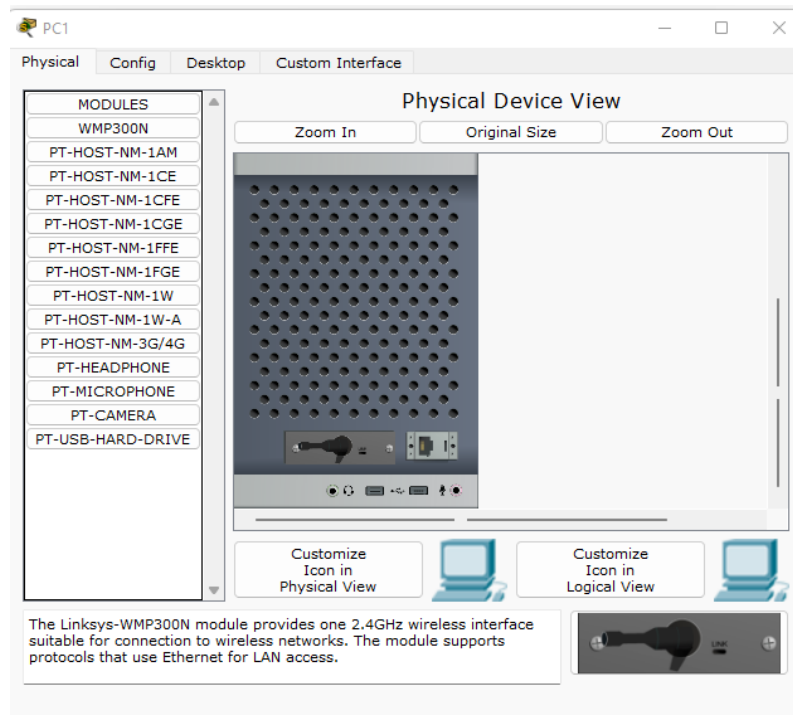 PC1
Physical Config Desktop Custom Interface
MODULES
WMP300N
PT-HOST-NM-1AM
PT-HOST-NM-1CE
PT-HOST-NM-1CFE
PT-HOST-NM-1CGE
PT-HOST-NM-1FFE
PT-HOST-NM-1FGE
PT-HOST-NM-1W
PT-HOST-NM-1W-A
PT-HOST-NM-3G/4G
PT-HEADPHONE
PT-MICROPHONE
PT-CAMERA
PT-USB-HARD-DRIVE
Physical Device View
Zoom In Original Size Zoom Out
Customize
Icon in
Physical View
Customize
Icon in
Logical View
The Linksys-WMP300N module provides one 2.4GHz wireless interface
suitable for connection to wireless networks. The module supports
protocols that use Ethernet for LAN access.
LINK